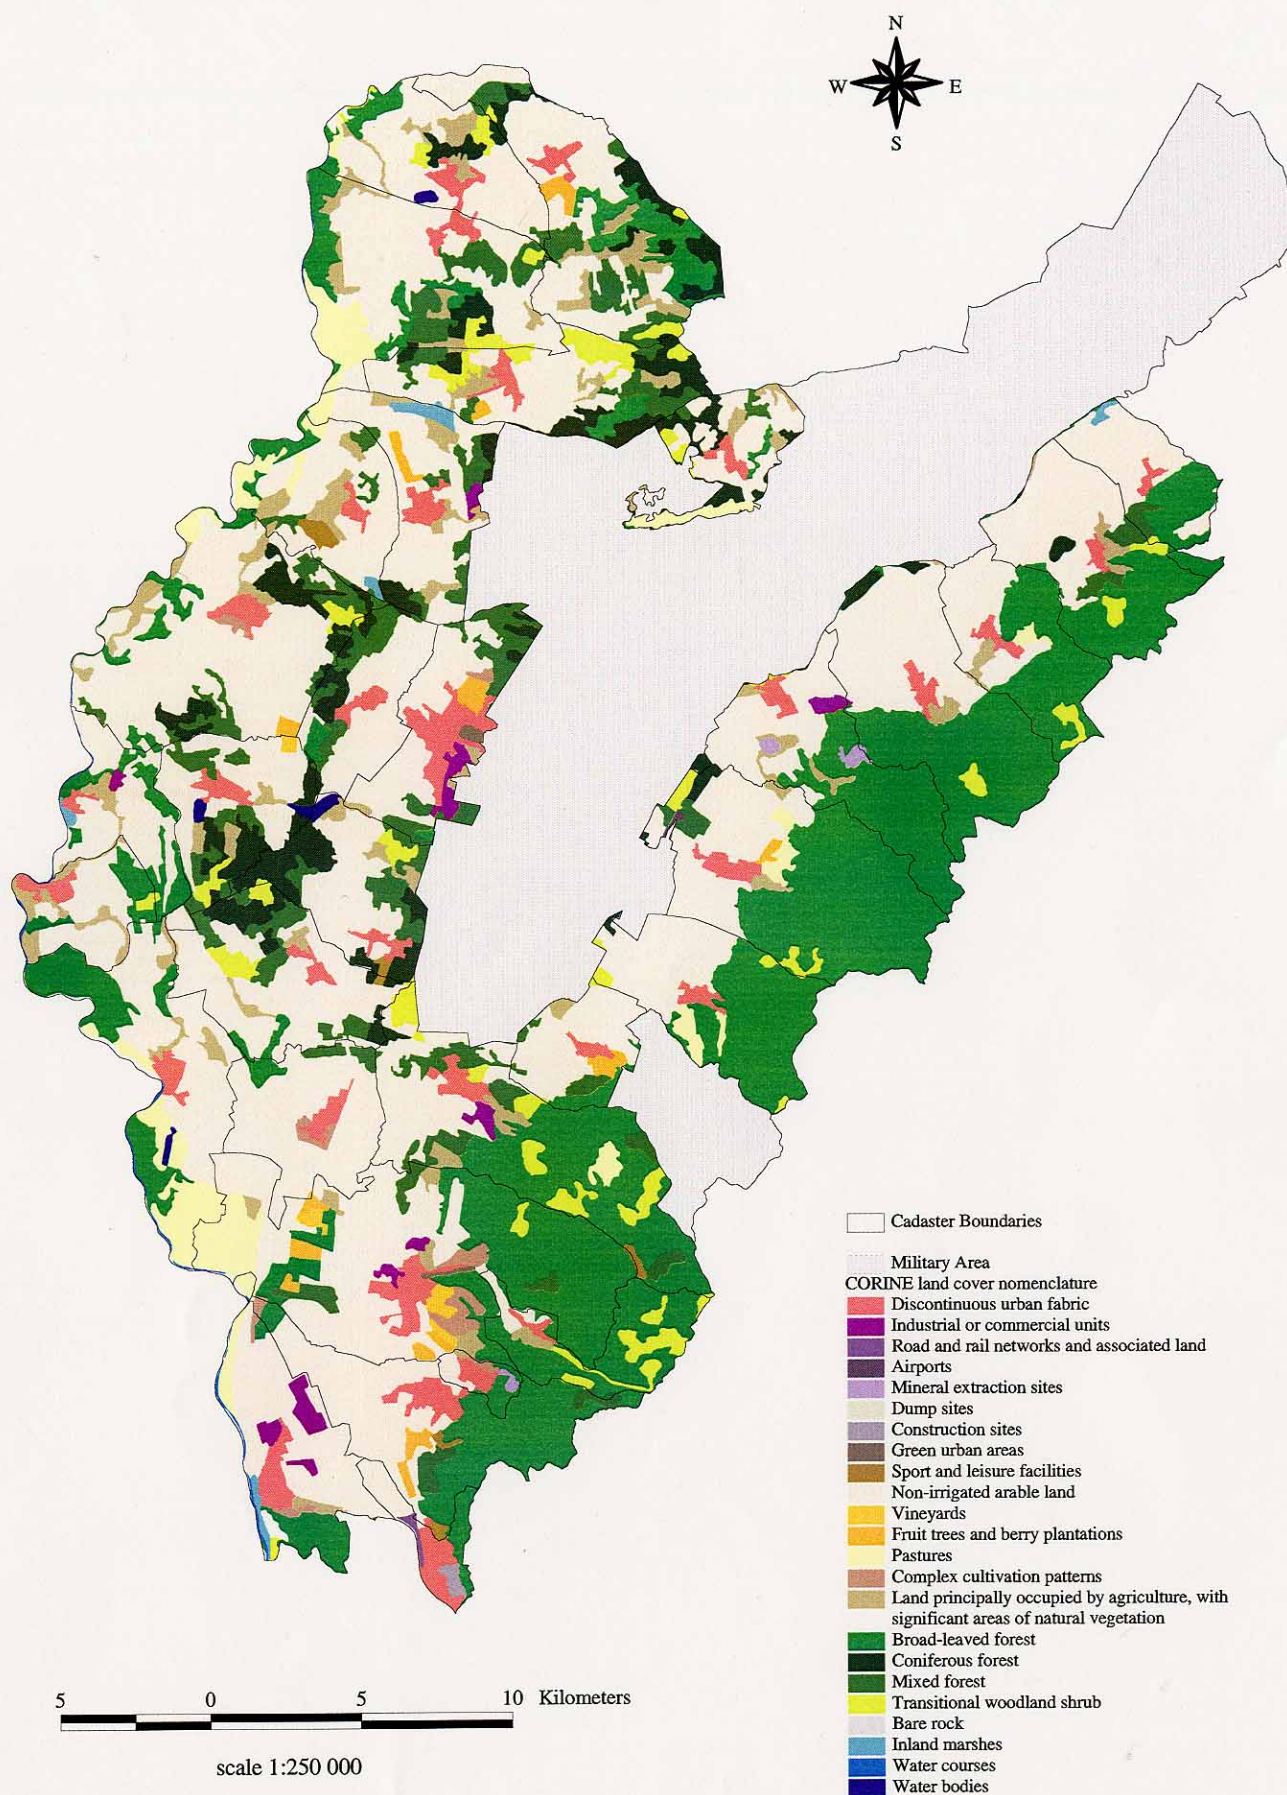 N
W E
S
Cadaster Boundaries
Military Area
CORINE land cover nomenclature
Discontinuous urban fabric
Industrial or commercial units
Road and rail networks and associated land
Airports
Mineral extraction sites
Dump sites
Construction sites
Green urban areas
Sport and leisure facilities
Non-irrigated arable land
Vineyards
Fruit trees and berry plantations
Pastures
Complex cultivation patterns
Land principally occupied by agriculture, with
significant areas of natural vegetation
Broad-leaved forest
Coniferous forest
Mixed forest
Transitional woodland shrub
Bare rock
Inland marshes
Water courses
Water bodies
5 0 5 10 Kilometers
scale 1:250 000